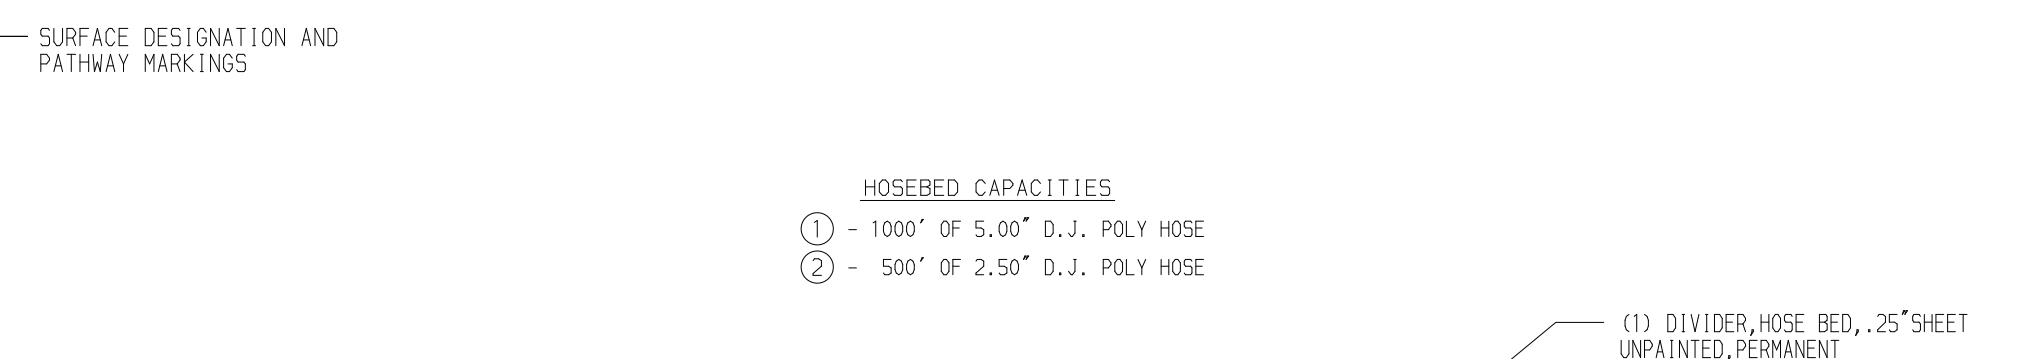 SURFACE DESIGNATION AND
PATHWAY MARKINGS
HOSEBED CAPACITIES
1 - 1000' OF 5.00" D.J. POLY HOSE
2 - 500' OF 2.50" D.J. POLY HOSE
(1) DIVIDER,HOSE BED,.25"SHEET
UNPAINTED,PERMANENT